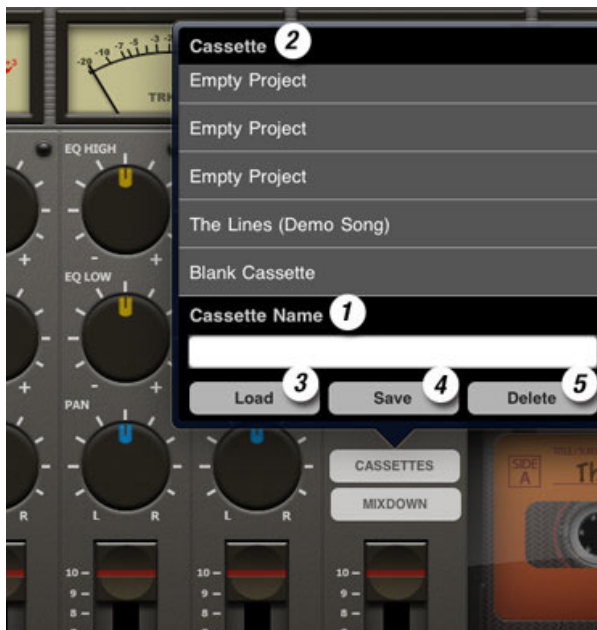 -20 -10 -7 -5 -3
Cassette 2
Empty Project
EQ HIGH
Empty Project
Empty Project
- +
The Lines (Demo Song)
EQ LOW
Blank Cassette
Cassette Name 1
+ - +
Load 3 Save 4 Delete 5
PAN
CASSETTES
SIDE A
MIXDOWN
R L R L R
10 10 10
9 9 9
8 8 8